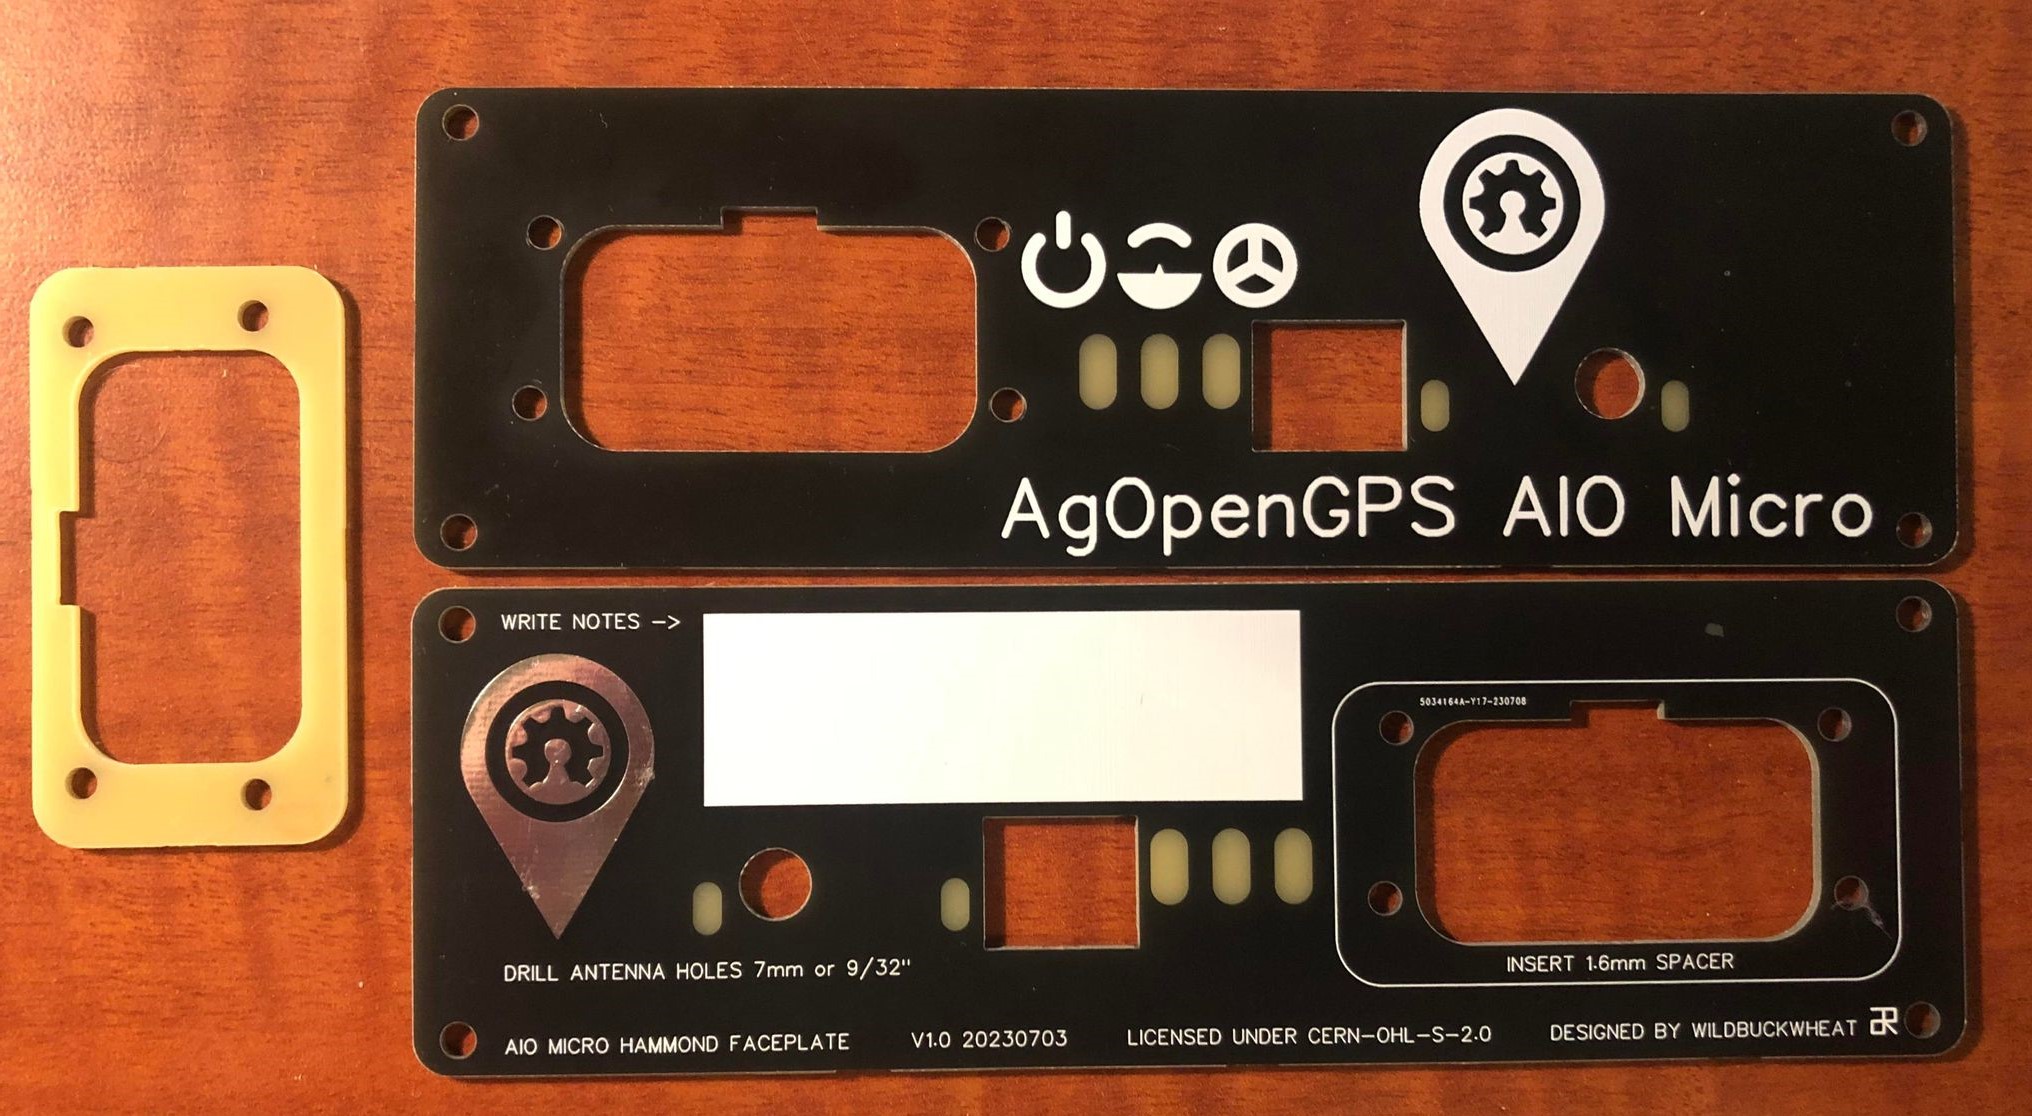 AgOpenGPS AIO Micro
WRITE NOTES ->
5034164A-Y17-230708
DRILL ANTENNA HOLES 7mm or 9/32"
INSERT 1.6mm SPACER
AIO MICRO HAMMOND FACEPLATE
V1.0 20230703
LICENSED UNDER CERN-OHL-S-2.0
DESIGNED BY WILDBUCKWHEAT